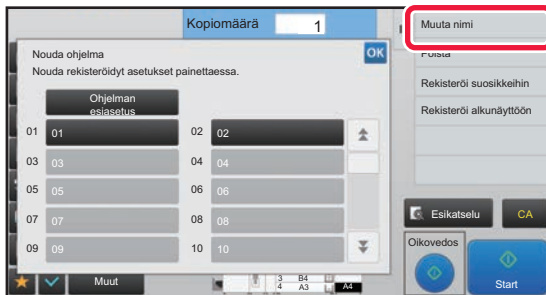 Kopiomäärä 1
Nouda ohjelma
OK
Nouda rekisteröidyt asetukset painettaessa.
Ohjelman
esiasetus
01 01 02 02
03 03 04 04
05 05 06 06
07 07 08 08
09 09 10 10
Muut
3 B4
4 A3
A4
Muuta nimi
Poista
Rekisteröi suosikkeihin
Rekisteröi alkunäyttöön
Esikatselu
CA
Oikovedos
Start